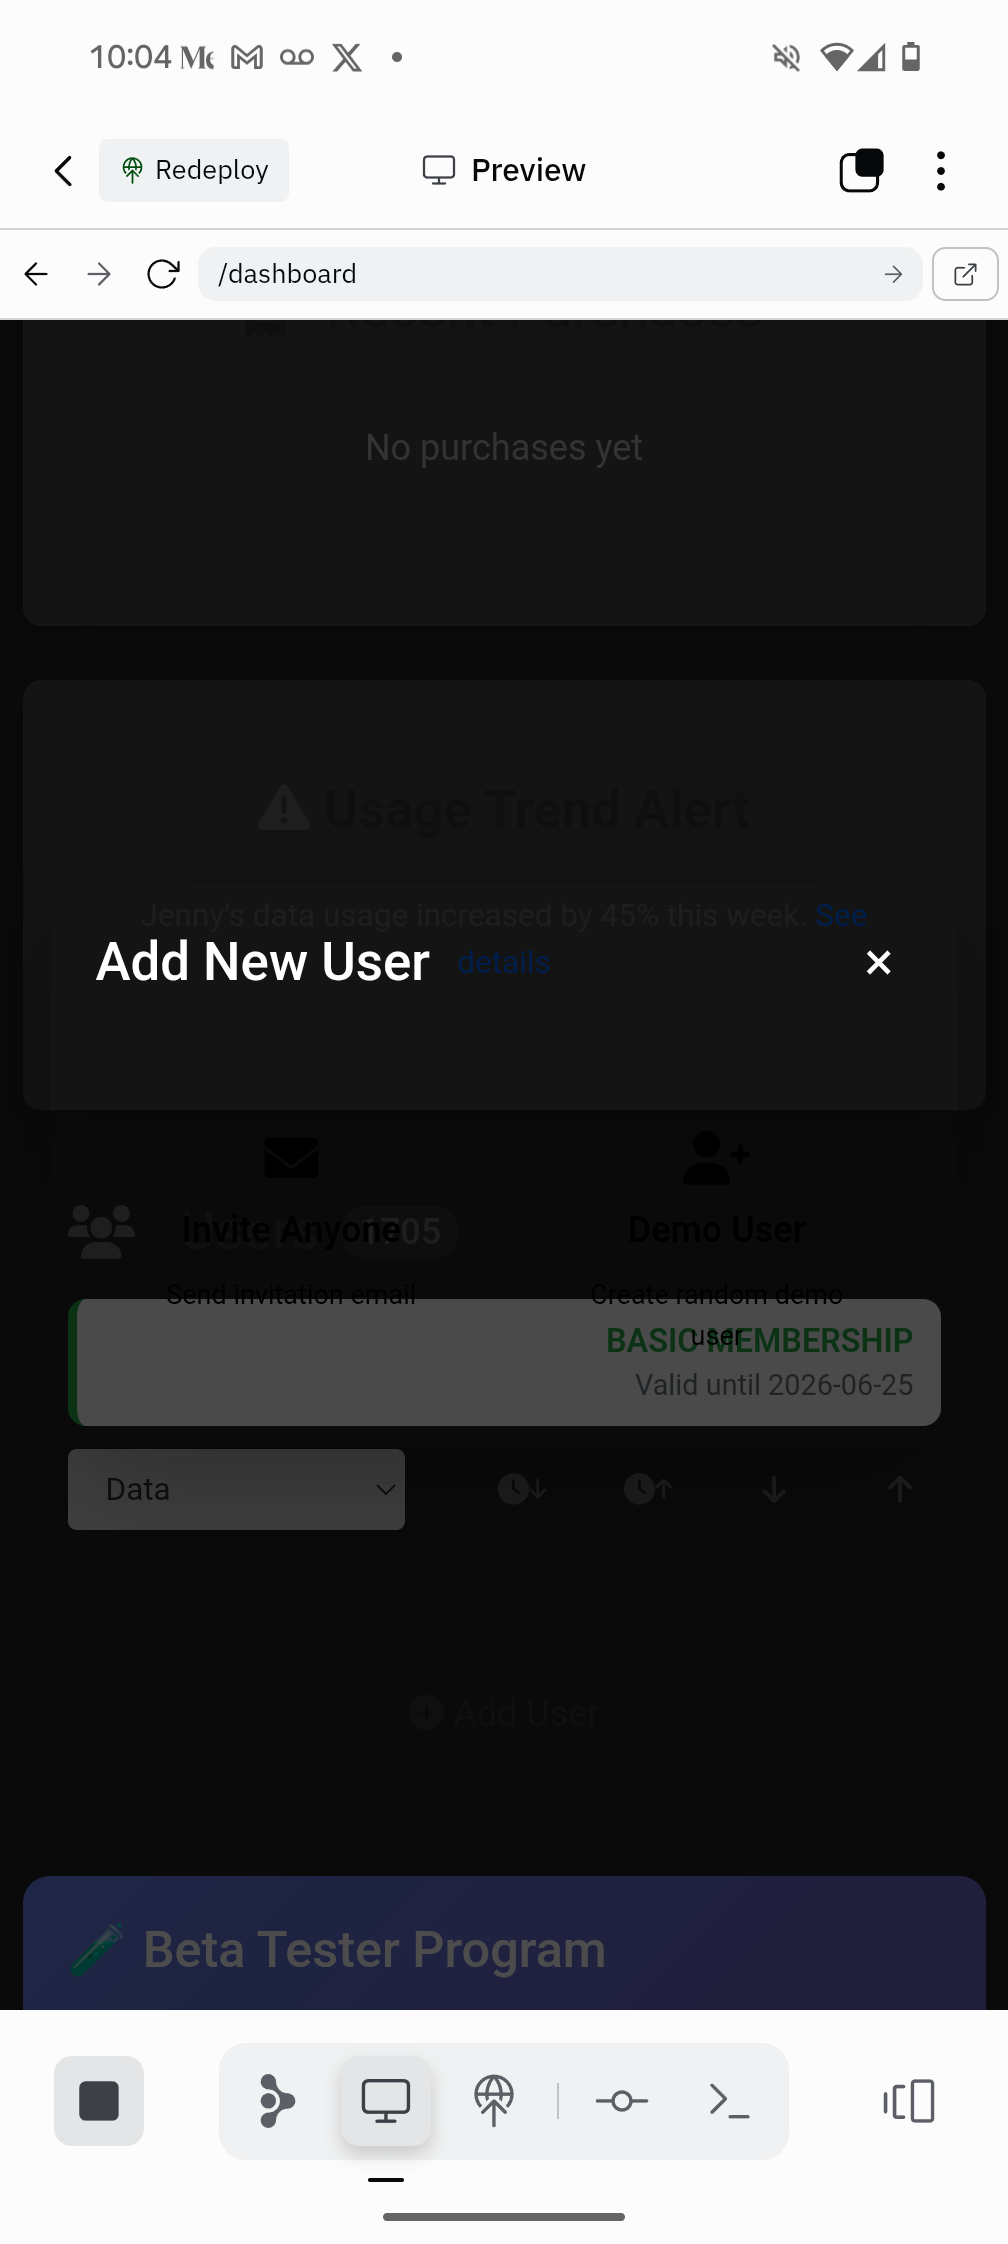 10:04
Redeploy
Preview
/dashboard
Recent Purchases
No purchases yet
Usage Trend Alert
Jenny's data usage increased by 45% this week. See
details
Add New User
×
Users 1705
Invite Anyone
Demo User
Send invitation email
Create random demo
user
BASIC MEMBERSHIP
Valid until 2026-06-25
Data
Add User
Beta Tester Program